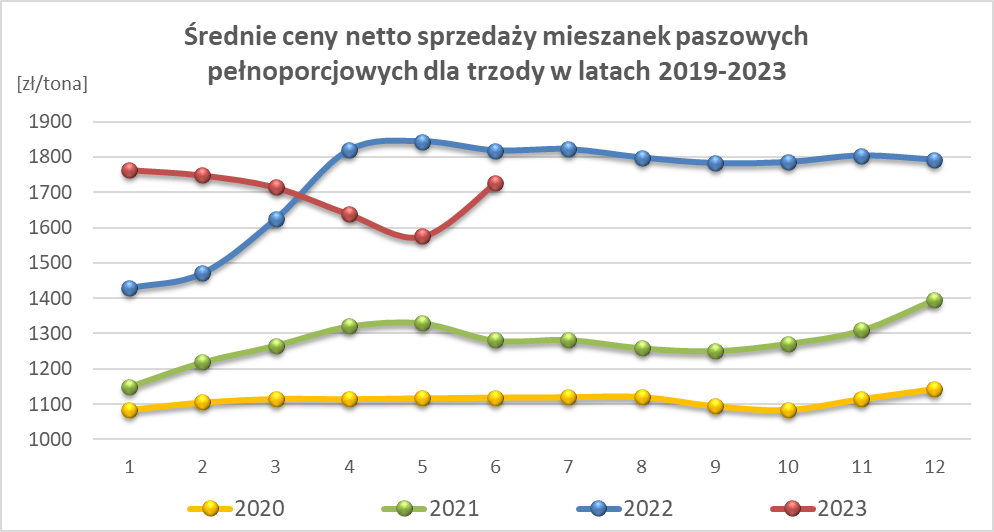 Średnie ceny netto sprzedaży mieszanek paszowych
pełnoporcjowych dla trzody w latach 2019-2023
[zł/tona]
1900
1800
1700
1600
1500
1400
1300
1200
1100
1000
1 2 3 4 5 6 7 8 9 10 11 12
2020 2021 2022 2023